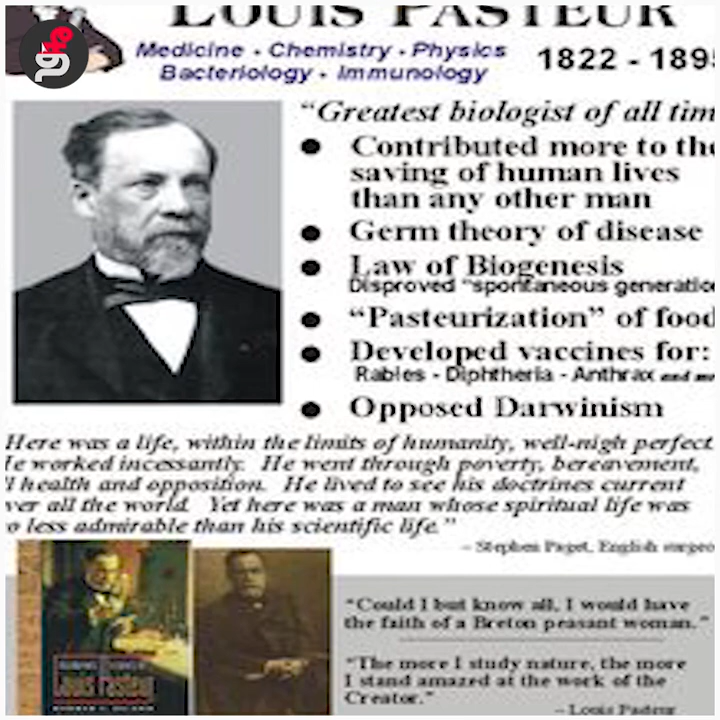 LOUIS PASTEUR
Medicine - Chemistry - Physics
Bacteriology - Immunology
1822 - 1895
"Greatest biologist of all tim
Contributed more to the
saving of human lives
than any other man
Germ theory of disease
Law of Biogenesis
Disproved "spontaneous generatio
"Pasteurization" of food
Developed vaccines for:
Rabies - Diphtheria - Anthrax and mo
Opposed Darwinism
Here was a life, within the limits of humanity, well-nigh perfect.
He worked incessantly. He went through poverty, bereavement,
ll health and opposition. He lived to see his doctrines current
ver all the world. Yet here was a man whose spiritual life was
o less admirable than his scientific life."
– Stephen Paget, English surgeo
"Could I but know all, I would have
the faith of a Breton peasant woman."
"The more I study nature, the more
I stand amazed at the work of the
Creator."
– Louis Pasteur
Louis Pasteur